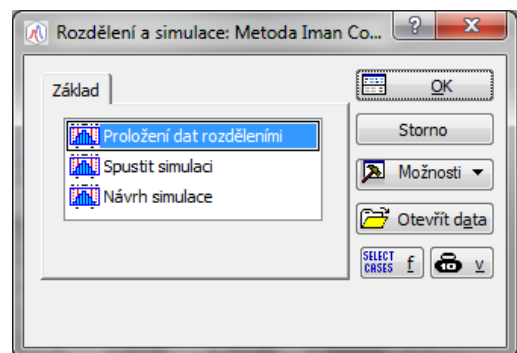 Rozdělení a simulace: Metoda Iman Co...
Základ
Proložení dat rozděleními
Spustit simulaci
Návrh simulace
OK
Storno
Možnosti
Otevřít data
SELECT
CASES f v